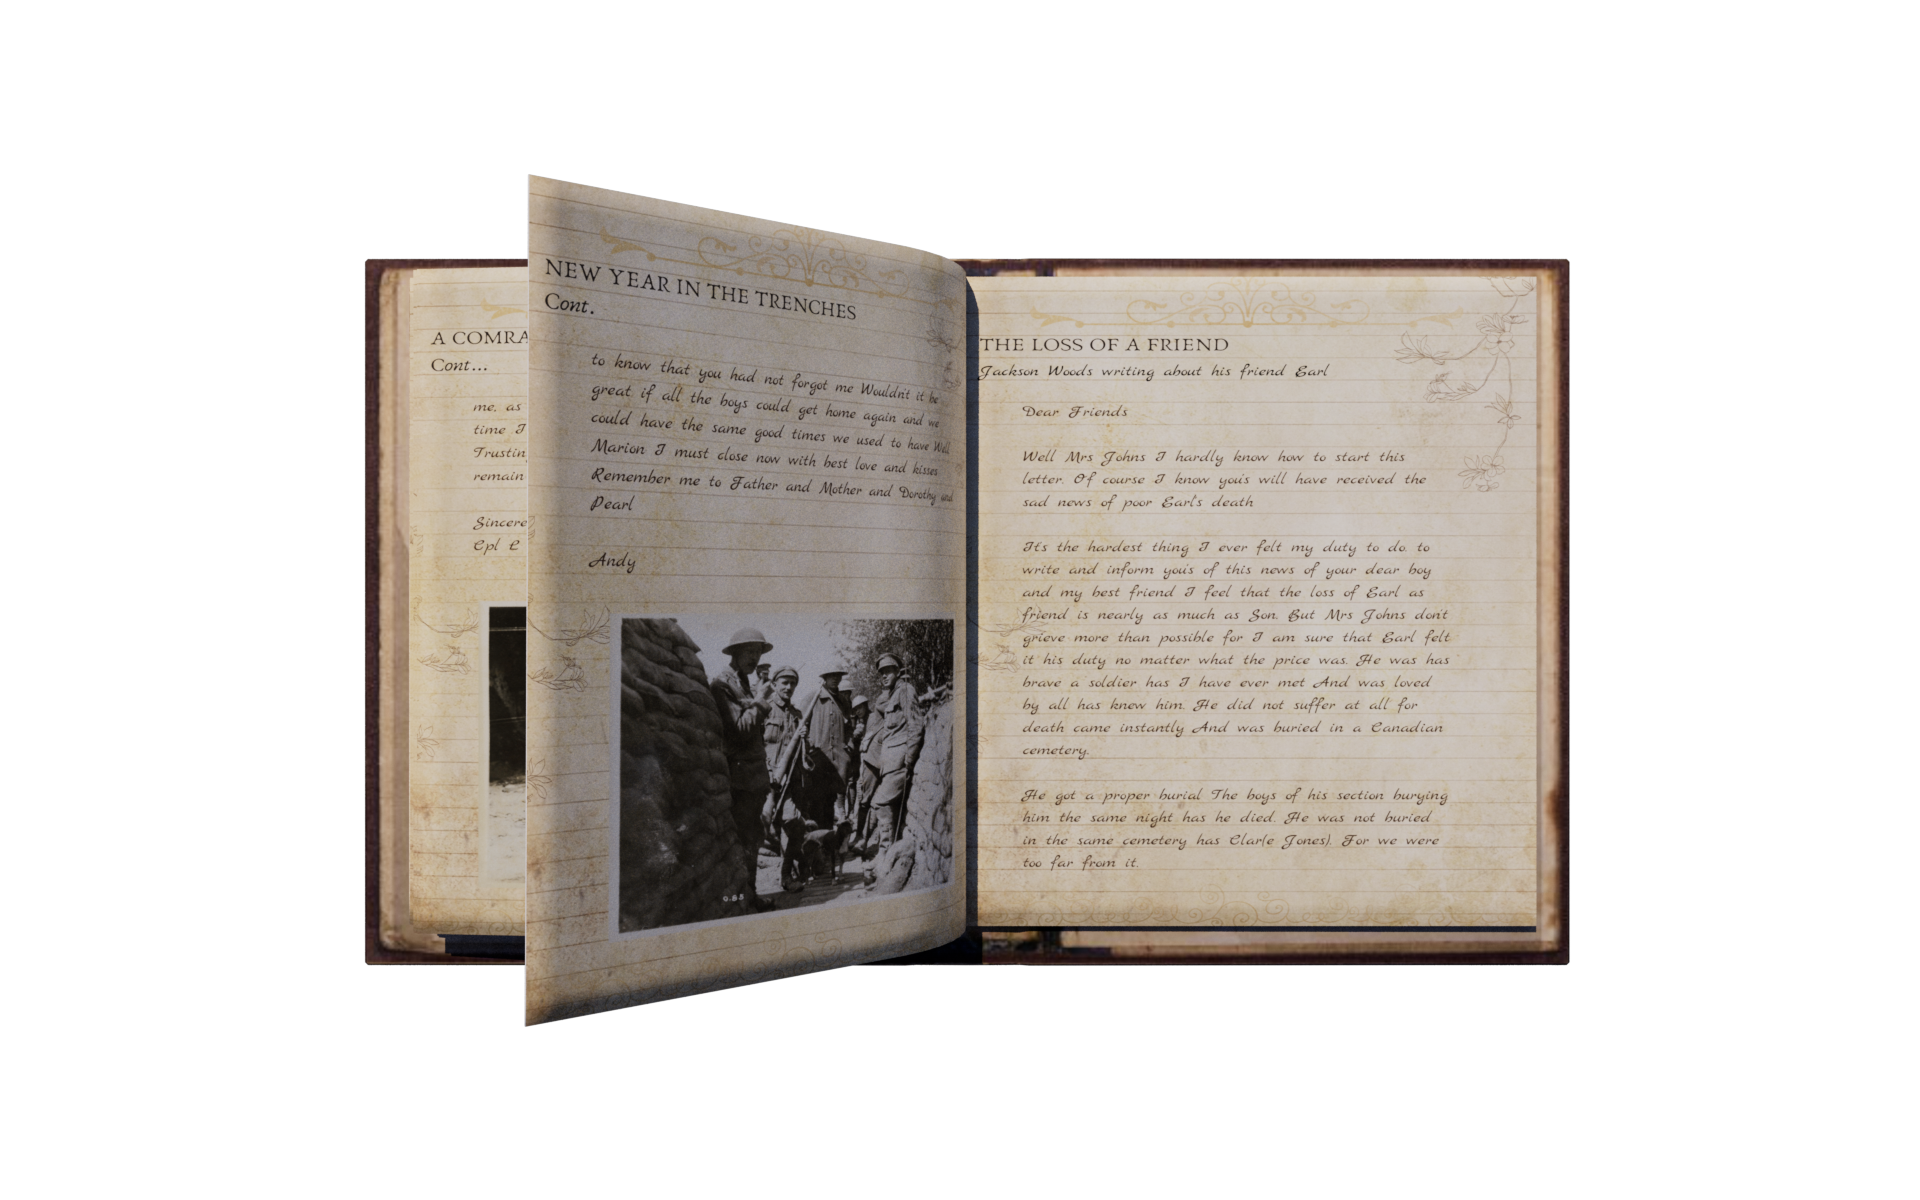 A COMRA
Cont...
me, as
time I
Trustin
remain
Sincere
Cpl E
NEW YEAR IN THE TRENCHES
Cont.
to know that you had not forgot me Wouldn't it be
great if all the boys could get home again and we
could have the same good times we used to have Well
Marion I must close now with best love and kisses
Remember me to Father and Mother and Dorothy and
Pearl
Andy
O.83
THE LOSS OF A FRIEND
Jackson Woods writing about his friend Earl
Dear Friends
Well Mrs Johns I hardly know how to start this
letter. Of course I know you's will have received the
sad news of poor Earl's death
It's the hardest thing I ever felt my duty to do. to
write and inform you's of this news of your dear boy
and my best friend I feel that the loss of Earl as
friend is nearly as much as Son. But Mrs Johns don't
grieve more than possible for I am sure that Earl felt
it his duty no matter what the price was. He was has
brave a soldier has I have ever met And was loved
by all has knew him. He did not suffer at all for
death came instantly And was buried in a Canadian
cemetery.
He got a proper burial The boys of his section burying
him the same night has he died. He was not buried
in the same cemetery has Clar(e Jones). For we were
too far from it.